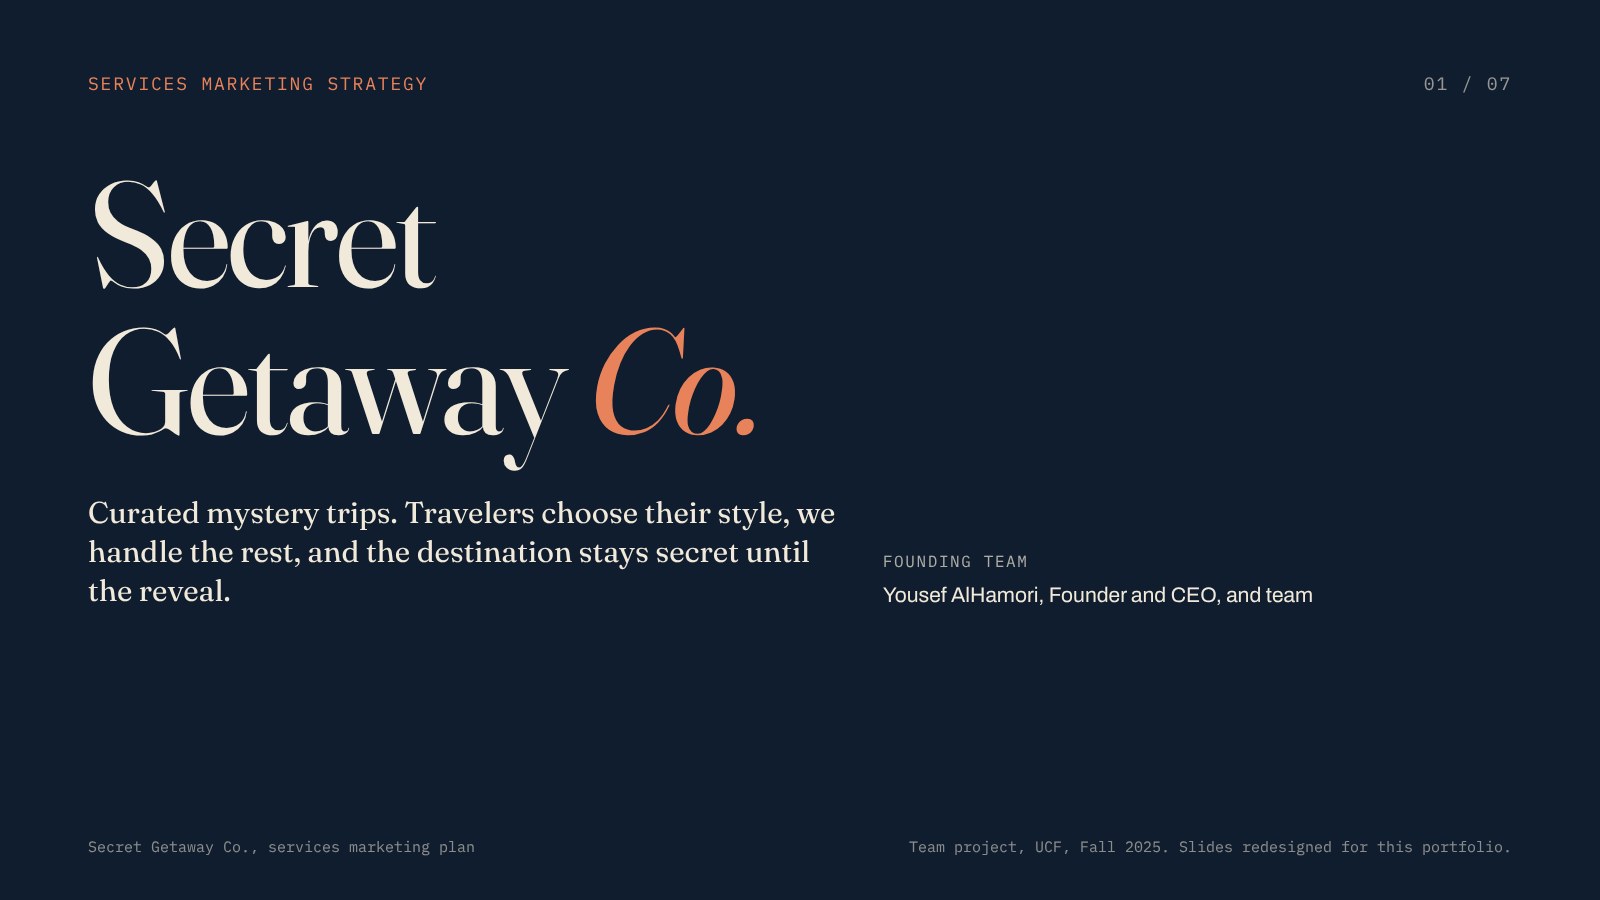 SERVICES MARKETING STRATEGY
01 / 07
Secret
Getaway Co.
Curated mystery trips. Travelers choose their style, we
handle the rest, and the destination stays secret until
the reveal.
FOUNDING TEAM
Yousef AlHamori, Founder and CEO, and team
Secret Getaway Co., services marketing plan
Team project, UCF, Fall 2025. Slides redesigned for this portfolio.